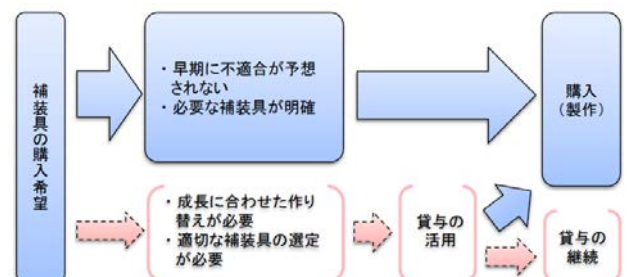 補装具の購入希望
・早期に不適合が予想
されない
・必要な補装具が明確
購入
（製作）
・成長に合わせた作り
替えが必要
・適切な補装具の選定
が必要
貸与の
活用
貸与の
継続